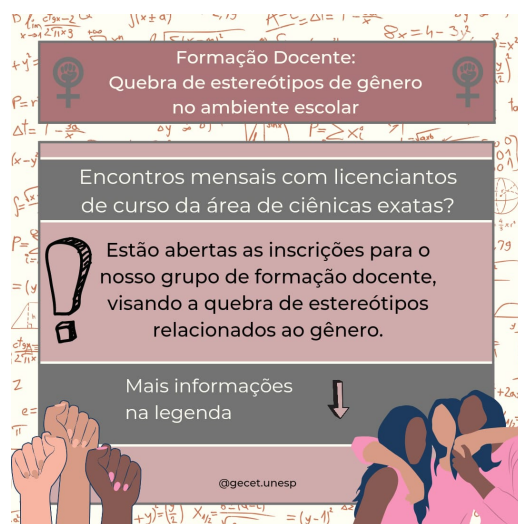 Formação Docente:
Quebra de estereótipos de gênero
no ambiente escolar
Encontros mensais com licenciantos
de curso da área de ciênicas exatas?
Estão abertas as inscrições para o
nosso grupo de formação docente,
visando a quebra de estereótipos
relacionados ao gênero.
Mais informações
na legenda
@gecet.unesp